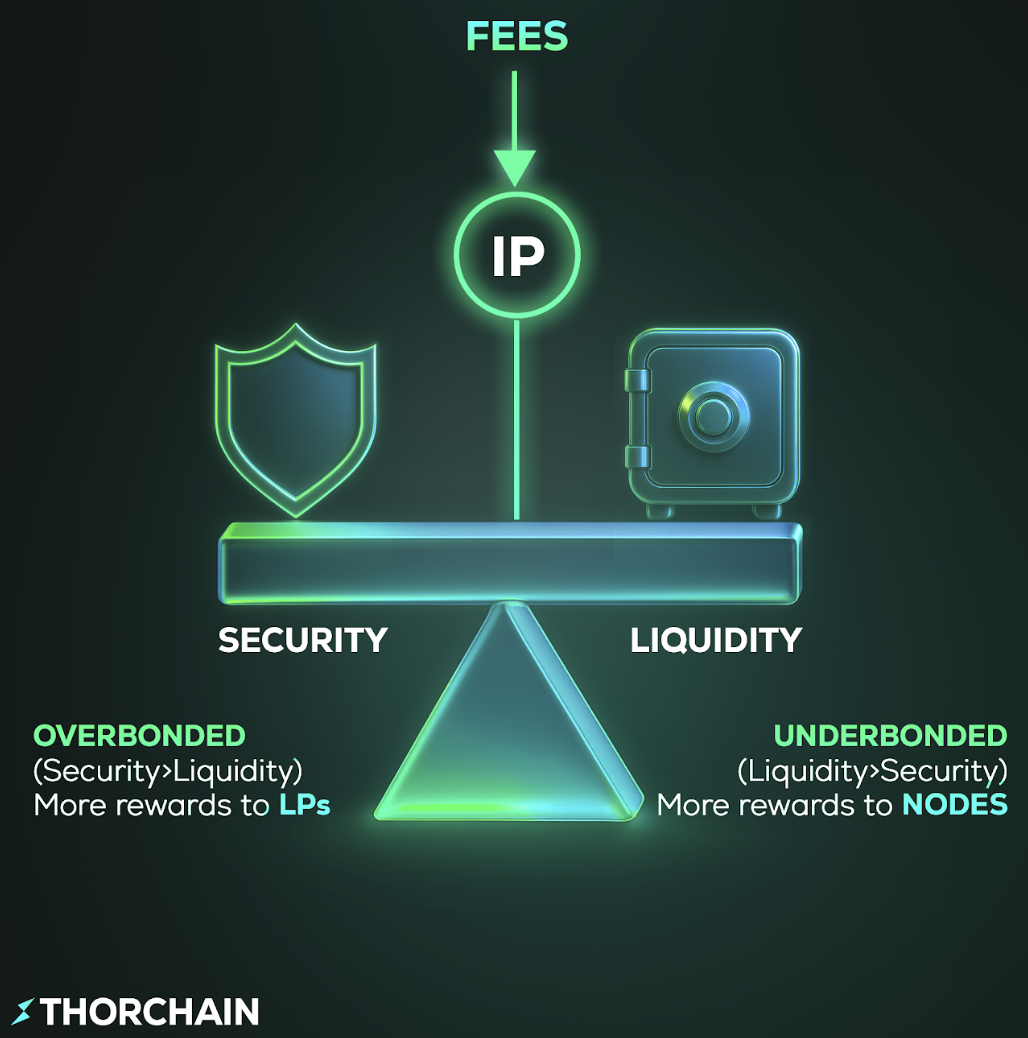 FEES
IP
SECURITY
LIQUIDITY
OVERBONDED
(Security>Liquidity)
More rewards to LPs
UNDERBONDED
(Liquidity>Security)
More rewards to NODES
THORCHAIN